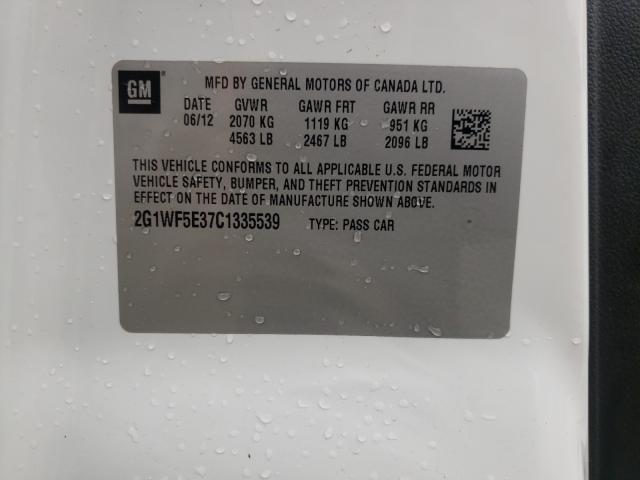 GM
MFD BY GENERAL MOTORS OF CANADA LTD.
DATE GVWR GAWR FRT GAWR RR
06/12 2070 KG 1119 KG 951 KG
4563 LB 2467 LB 2096 LB
THIS VEHICLE CONFORMS TO ALL APPLICABLE U.S. FEDERAL MOTOR
VEHICLE SAFETY, BUMPER, AND THEFT PREVENTION STANDARDS IN
EFFECT ON THE DATE OF MANUFACTURE SHOWN ABOVE.
2G1WF5E37C1335539 TYPE: PASS CAR